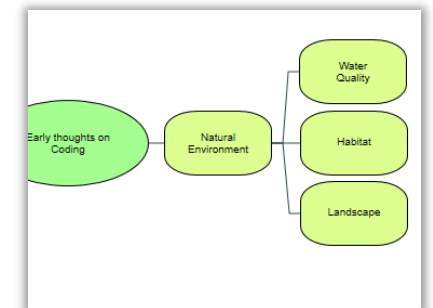 Early thoughts on
Coding
Natural
Environment
Water
Quality
Habitat
Landscape